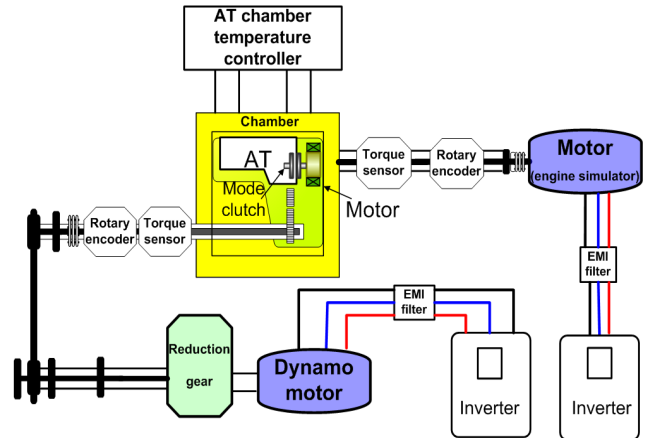 AT chamber
temperature
controller
Chamber
AT
Mode
clutch
Motor
Torque
sensor
Rotary
encoder
Motor
(engine simulator)
Rotary
encoder
Torque
sensor
EMI
filter
EMI
filter
Reduction
gear
Dynamo
motor
Inverter
Inverter